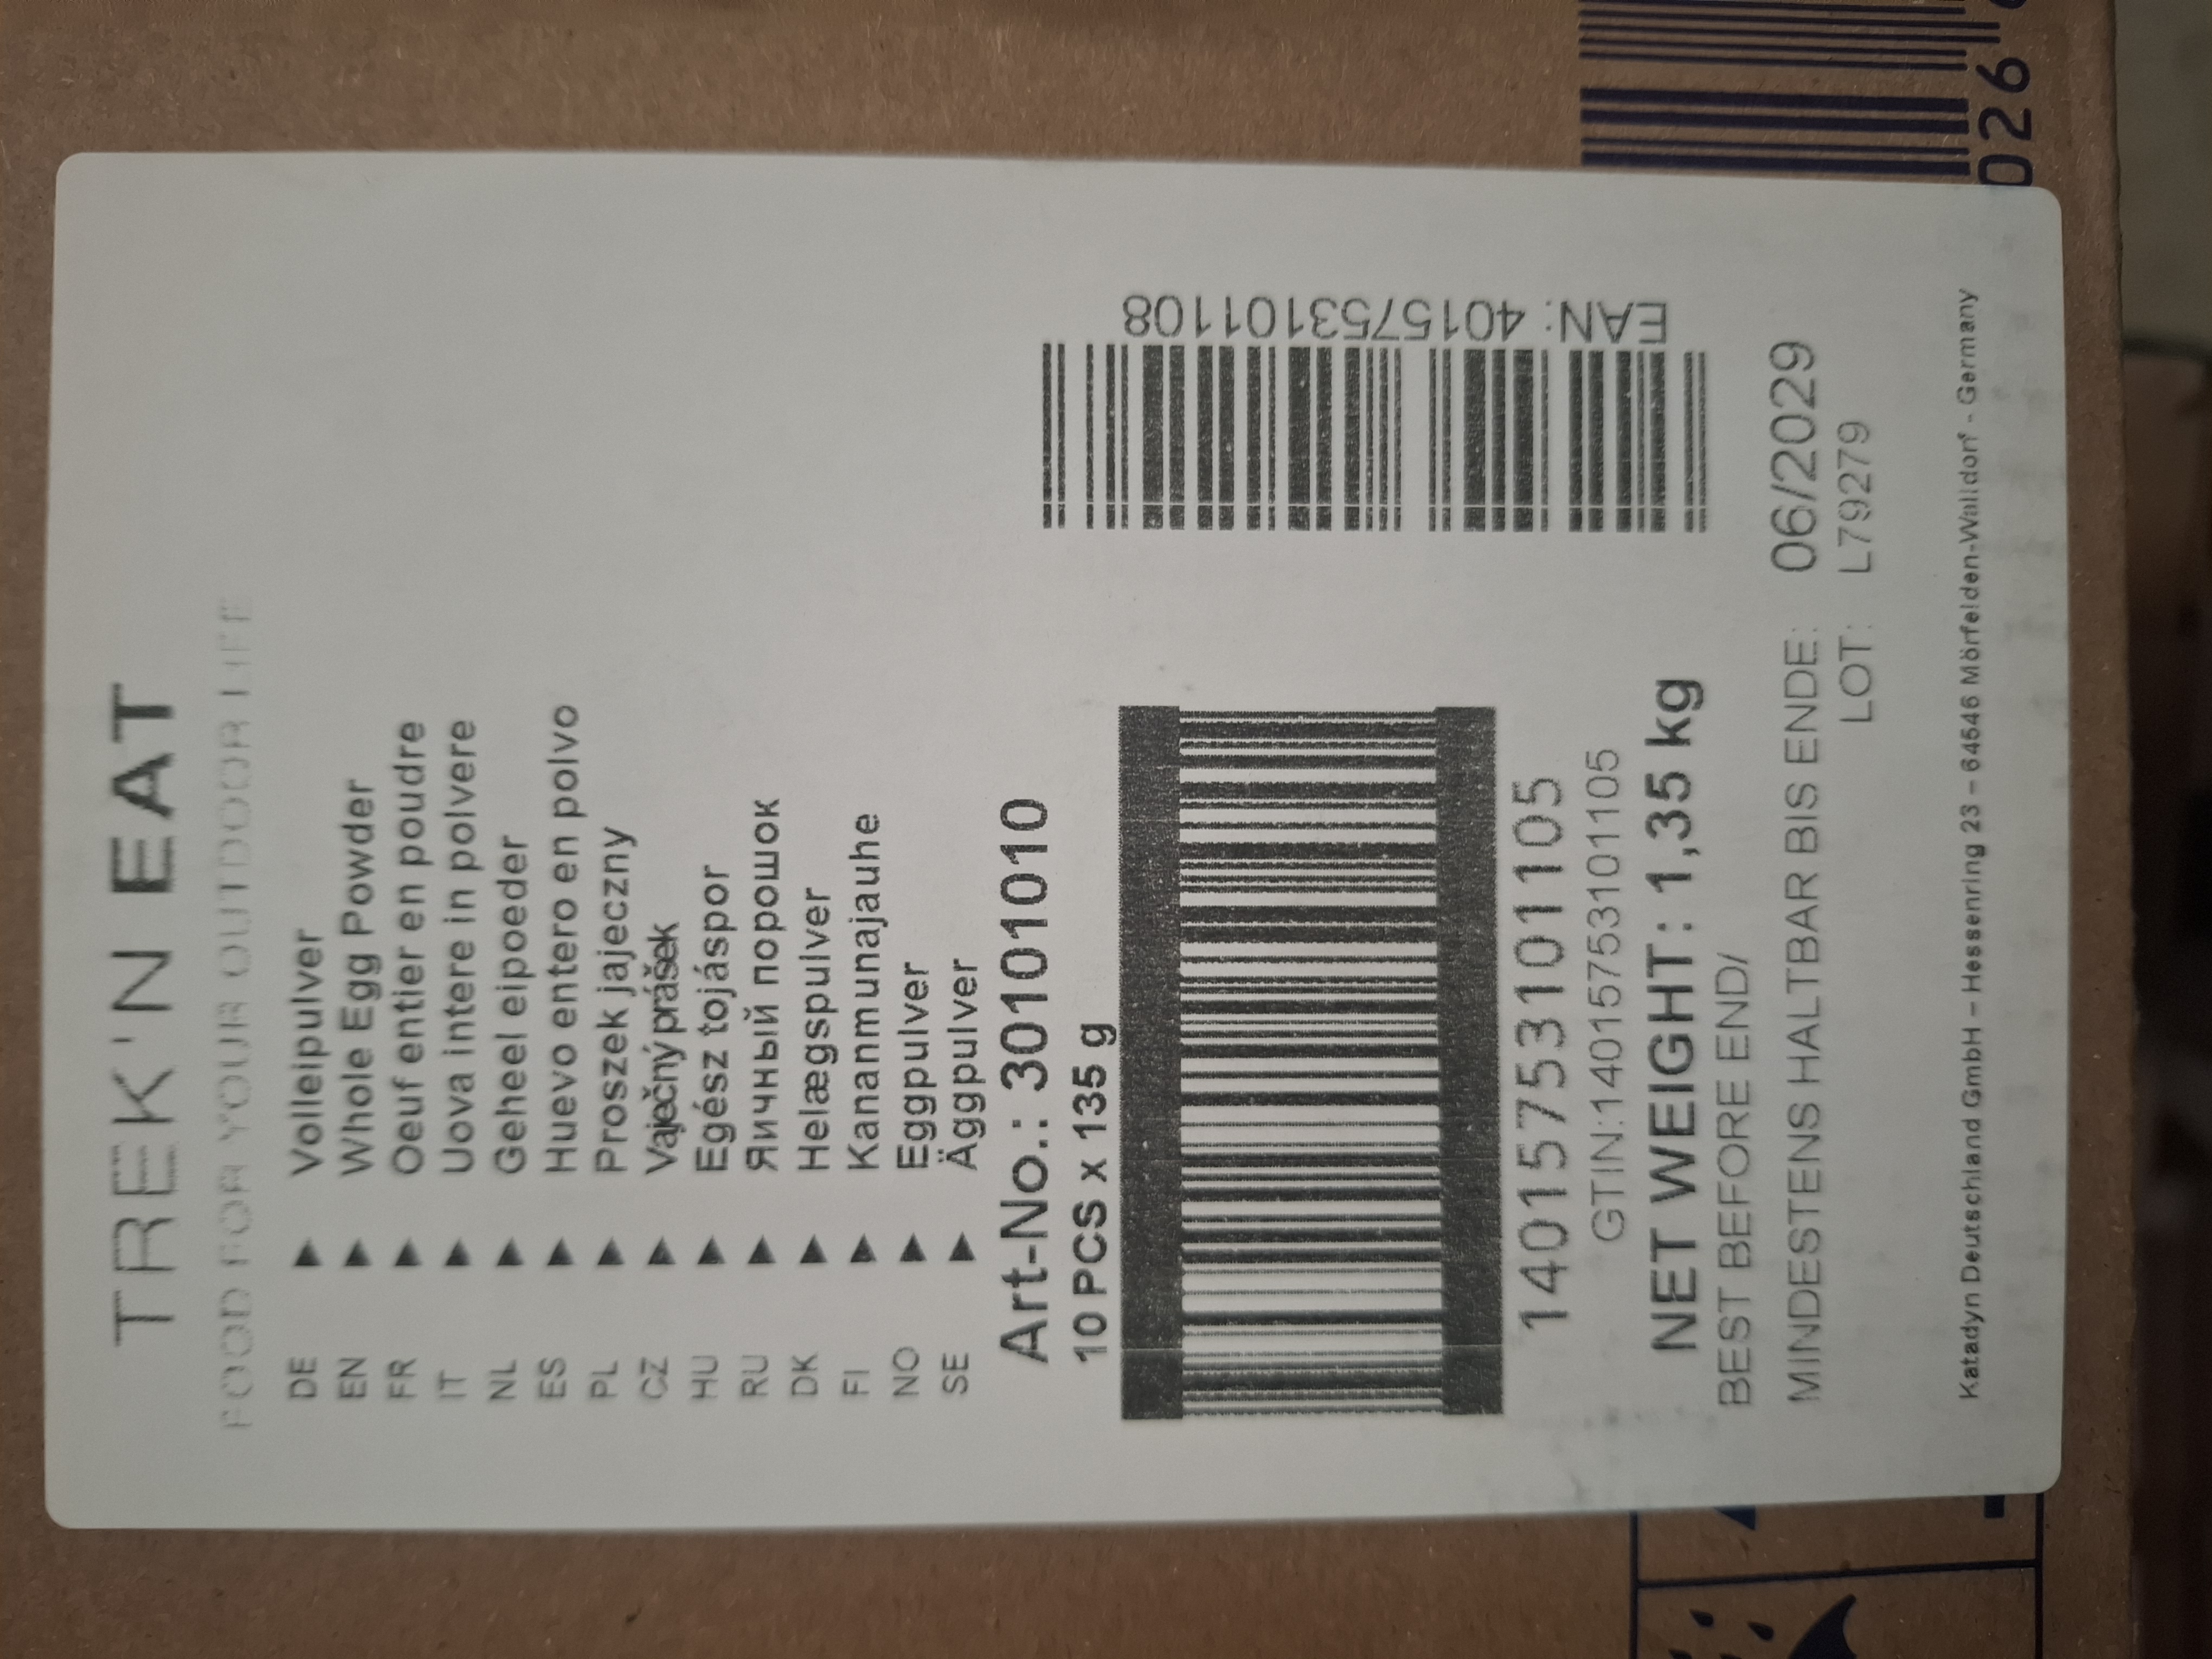 TREK'N EAT
FOOD FOR YOUR OUTDOOR LIFE
DE ▶ Volleipulver
EN ▶ Whole Egg Powder
FR ▶ Oeuf entier en poudre
IT ▶ Uova intere in polvere
NL ▶ Geheel eipoeder
ES ▶ Huevo entero en polvo
PL ▶ Proszek jajeczny
CZ ▶ Vaječný prášek
HU ▶ Egész tojáspor
RU ▶ Яичный порошок
DK ▶ Helægspulver
FI ▶ Kananmunajauhe
NO ▶ Eggpulver
SE ▶ Äggpulver
Art-No.: 30101010
10 PCS x 135 g
14015753101105
GTIN:14015753101105
EAN: 4015753101108
NET WEIGHT: 1,35 kg
BEST BEFORE END/
MINDESTENS HALTBAR BIS ENDE: 06/2029
LOT: L79279
Katadyn Deutschland GmbH – Hessenring 23 – 64546 Mörfelden-Walldorf - Germany
026